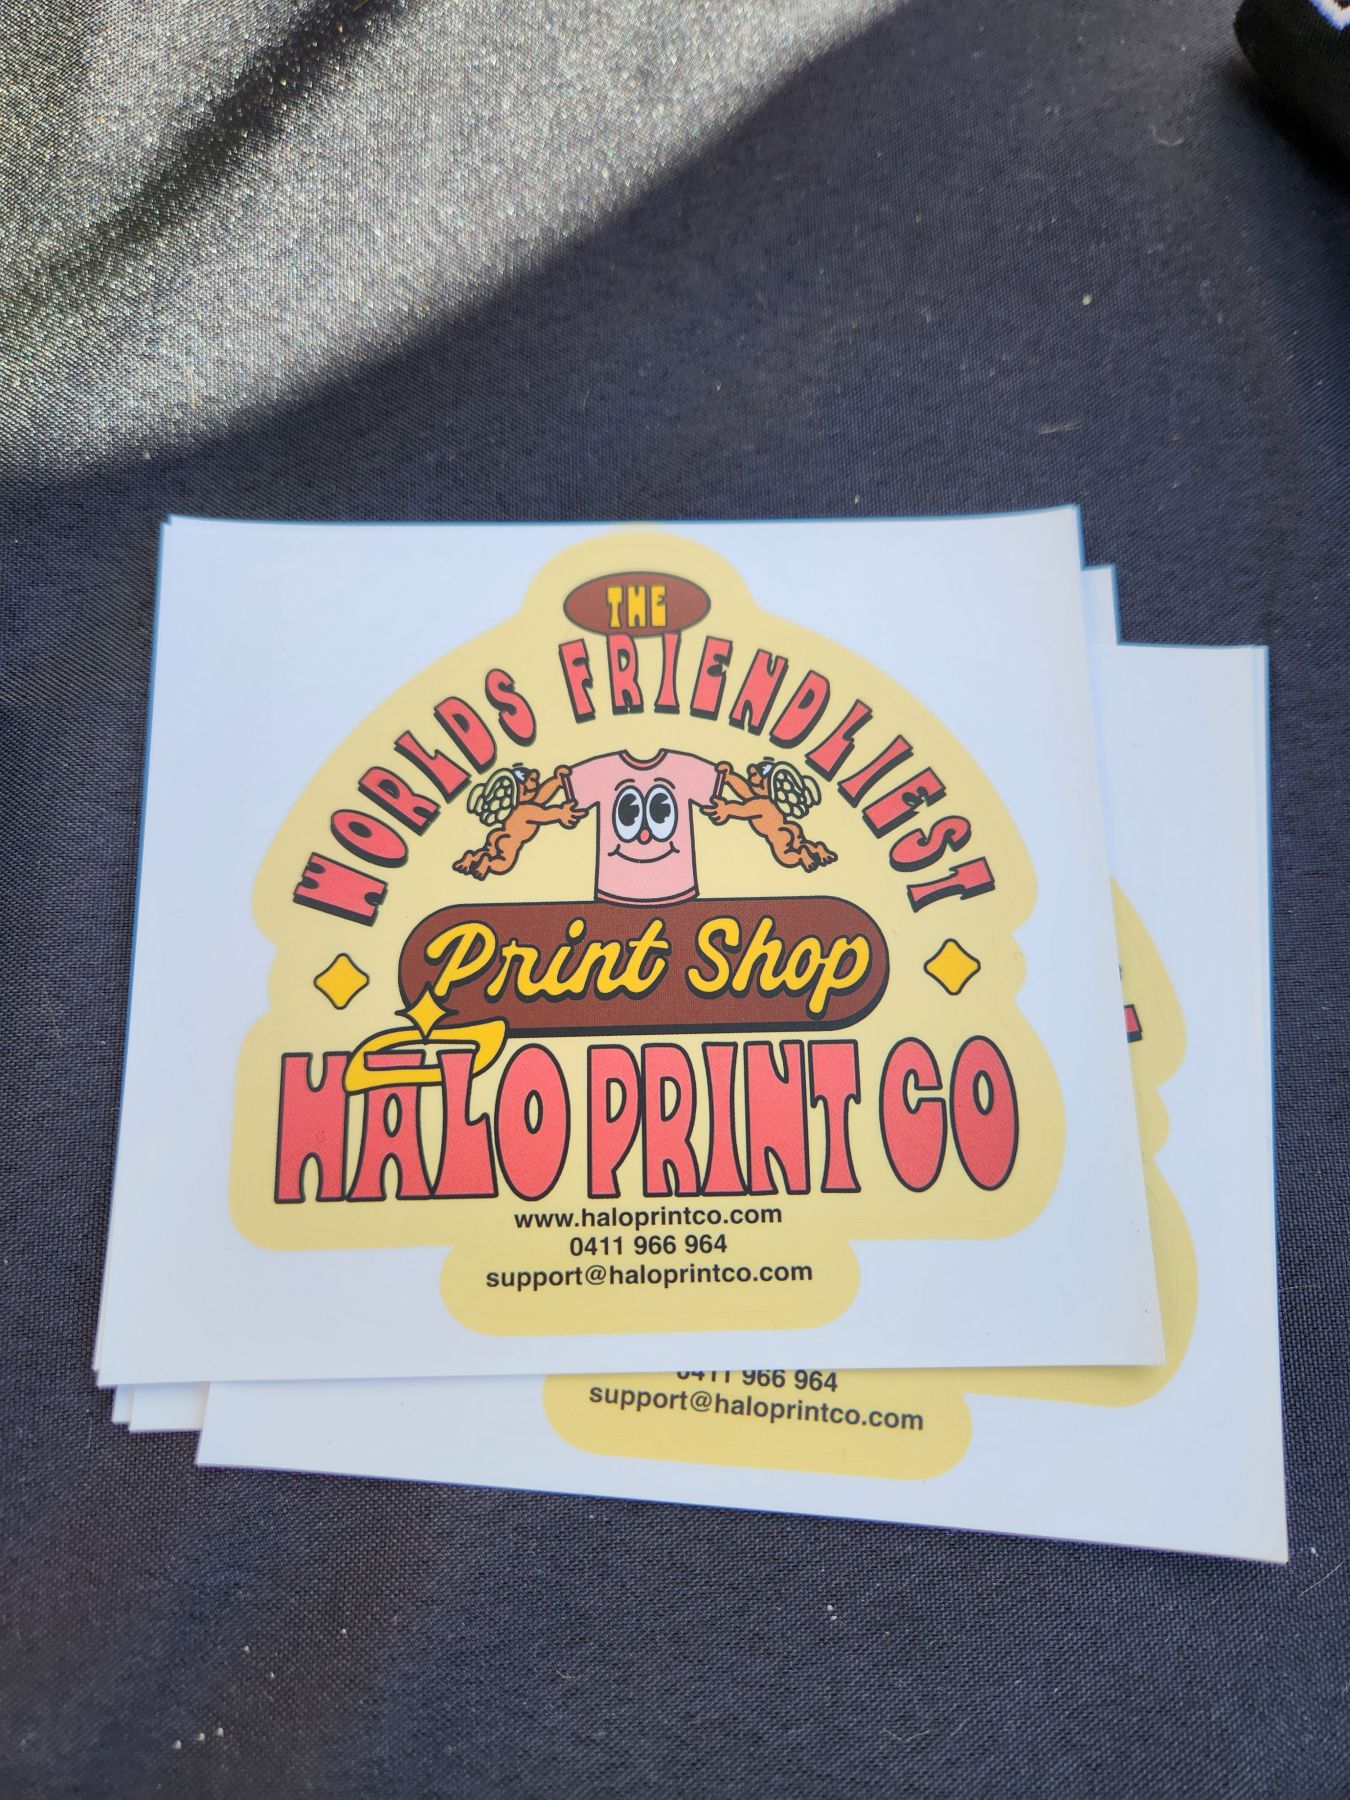 THE
WORLDS FRIENDLIEST
Print Shop
HALO PRINT CO
www.haloprintco.com
0411 966 964
support@haloprintco.com
0411 966 964
support@haloprintco.com